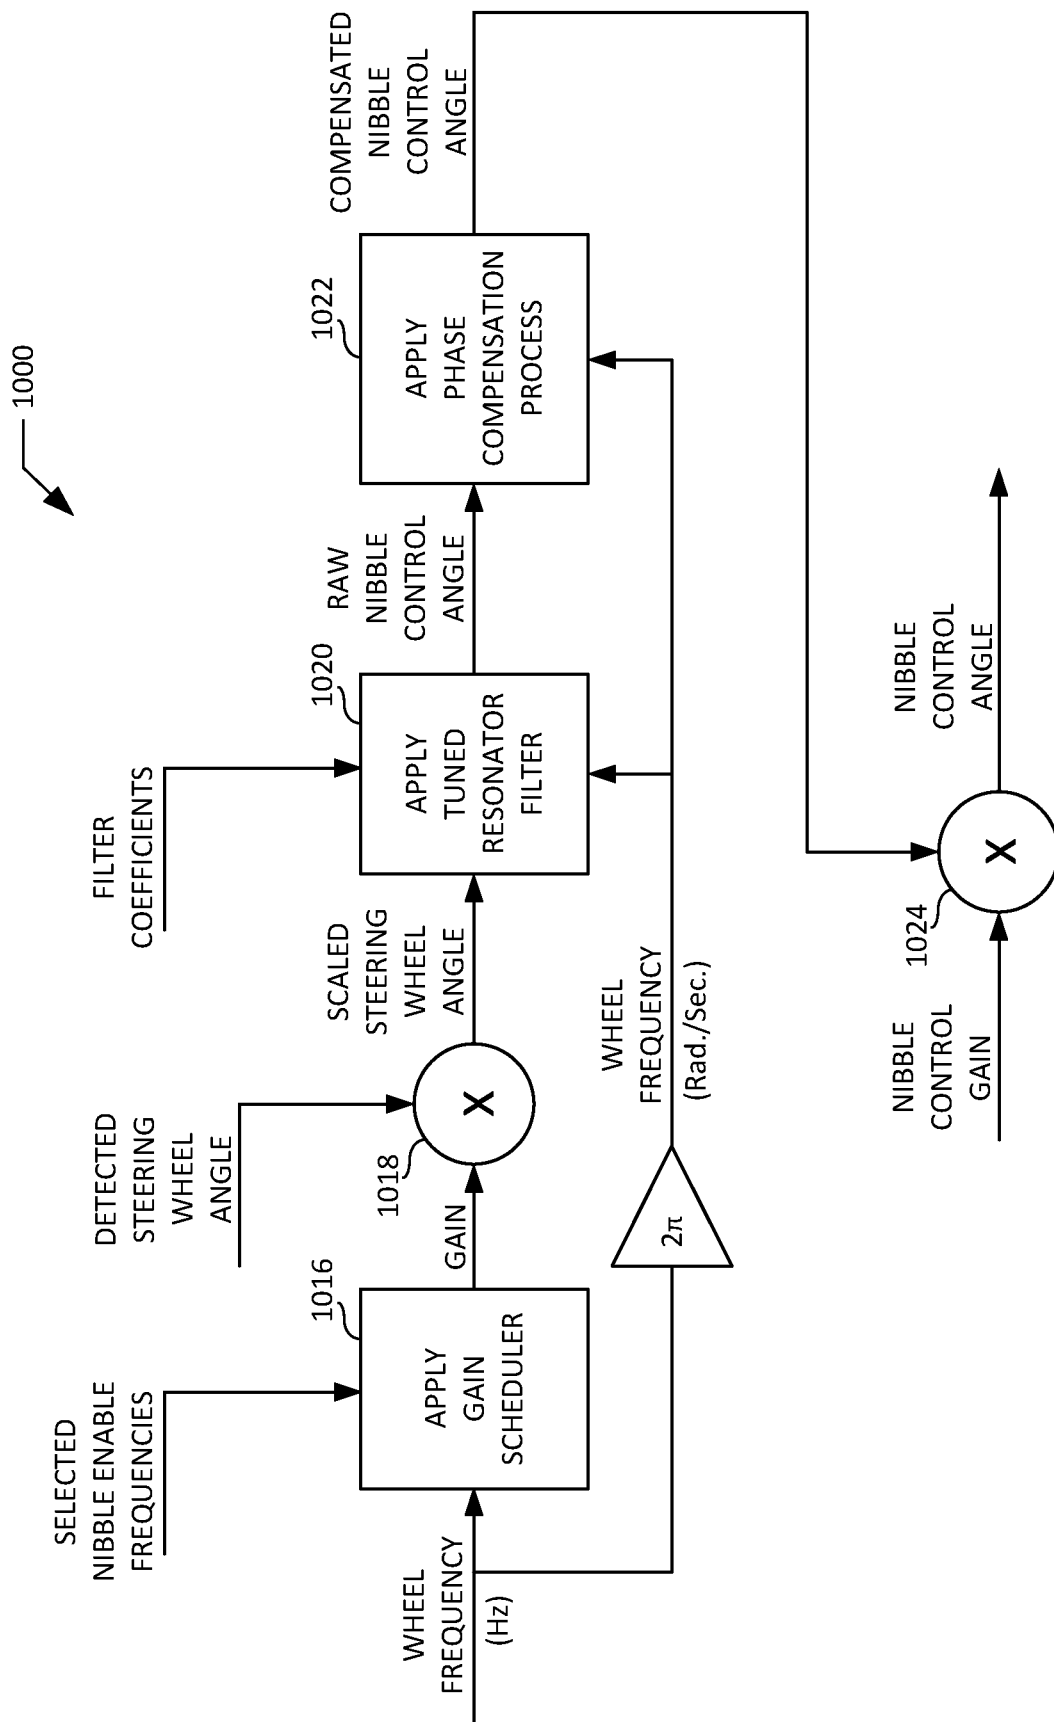 1000
SELECTED
NIBBLE ENABLE
FREQUENCIES
DETECTED
STEERING
WHEEL
ANGLE
FILTER
COEFFICIENTS
WHEEL
FREQUENCY
(Hz)
1016
APPLY
GAIN
SCHEDULER
GAIN
1018
X
SCALED
STEERING
WHEEL
ANGLE
1020
APPLY
TUNED
RESONATOR
FILTER
RAW
NIBBLE
CONTROL
ANGLE
1022
APPLY
PHASE
COMPENSATION
PROCESS
COMPENSATED
NIBBLE
CONTROL
ANGLE
2π
WHEEL
FREQUENCY
(Rad./Sec.)
NIBBLE
CONTROL
GAIN
1024
X
NIBBLE
CONTROL
ANGLE